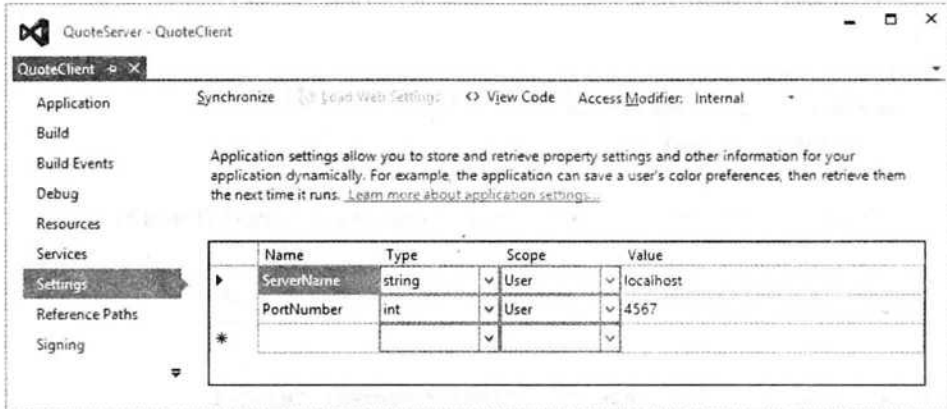 QuoteServer - QuoteClient
QuoteClient
Application
Build
Build Events
Debug
Resources
Services
Settings
Reference Paths
Signing
Synchronize Load Web Settings <> View Code Access Modifier: Internal
Application settings allow you to store and retrieve property settings and other information for your
application dynamically. For example, the application can save a user's color preferences, then retrieve them
the next time it runs. Learn more about application settings...
Name Type Scope Value
ServerName string User localhost
PortNumber int User 4567